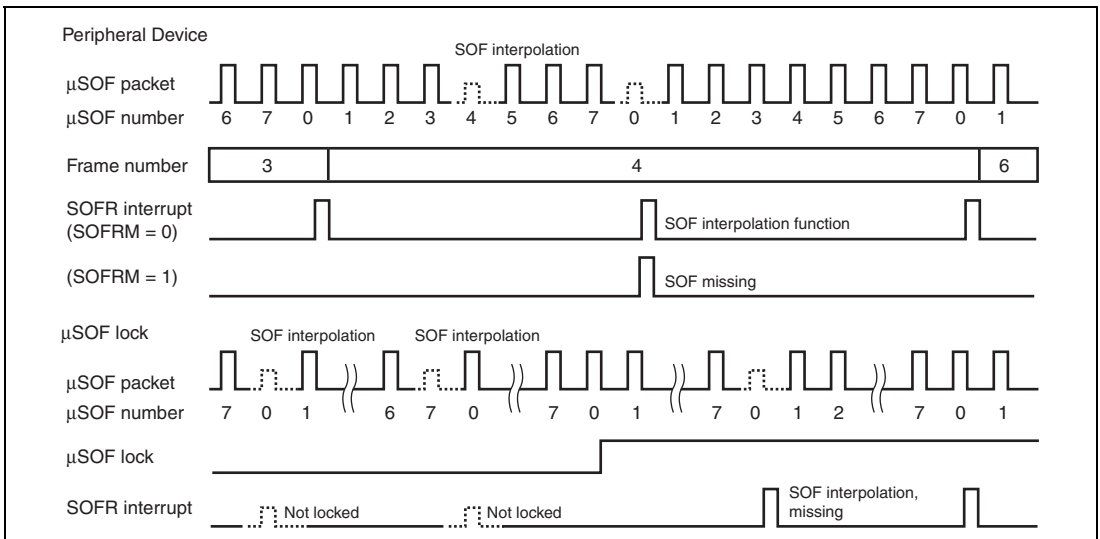 Peripheral Device
SOF interpolation
μSOF packet
μSOF number 6 7 0 1 2 3 4 5 6 7 0 1 2 3 4 5 6 7 0 1
Frame number 3 4 6
SOFR interrupt
(SOFRM = 0) SOF interpolation function
(SOFRM = 1) SOF missing
μSOF lock SOF interpolation SOF interpolation
μSOF packet
μSOF number 7 0 1 6 7 0 7 0 1 7 0 1 2 7 0 1
μSOF lock
SOFR interrupt Not locked Not locked SOF interpolation,
missing